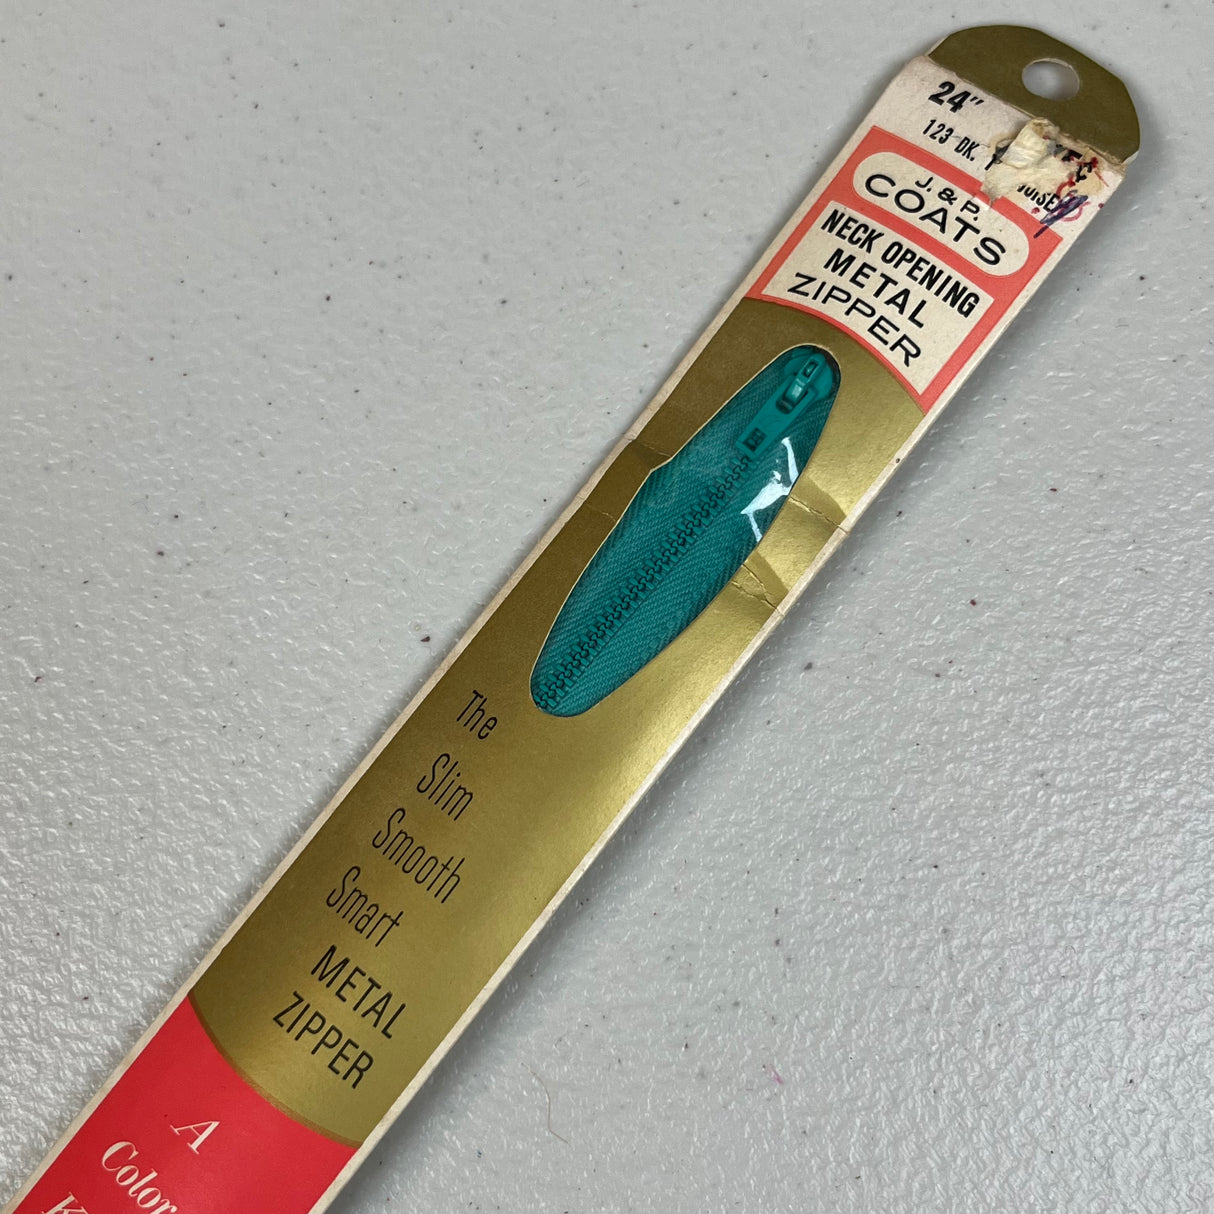 24"
123 DK.
J. & P.
COATS
NECK OPENING
METAL
ZIPPER
The
Slim
Smooth
Smart
METAL
ZIPPER
A
Color